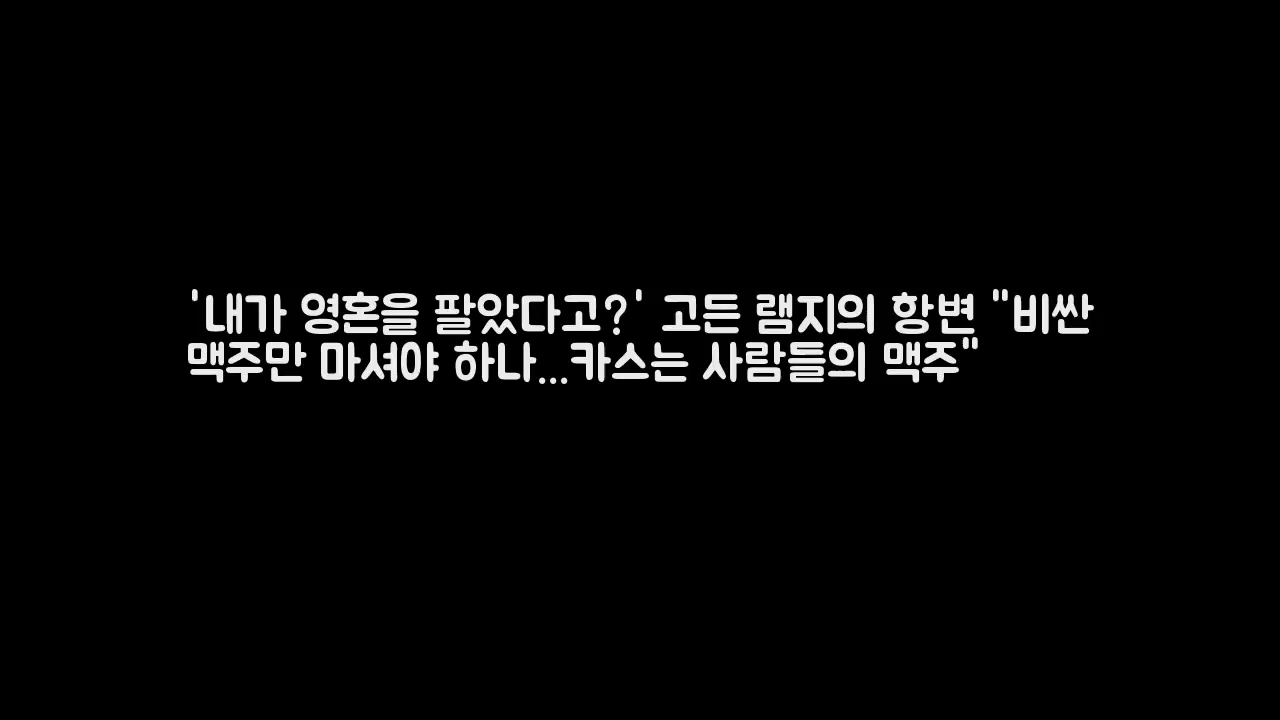 '내가 영혼을 팔았다고?' 고든 램지의 항변 "비싼
맥주만 마셔야 하나...카스는 사람들의 맥주"